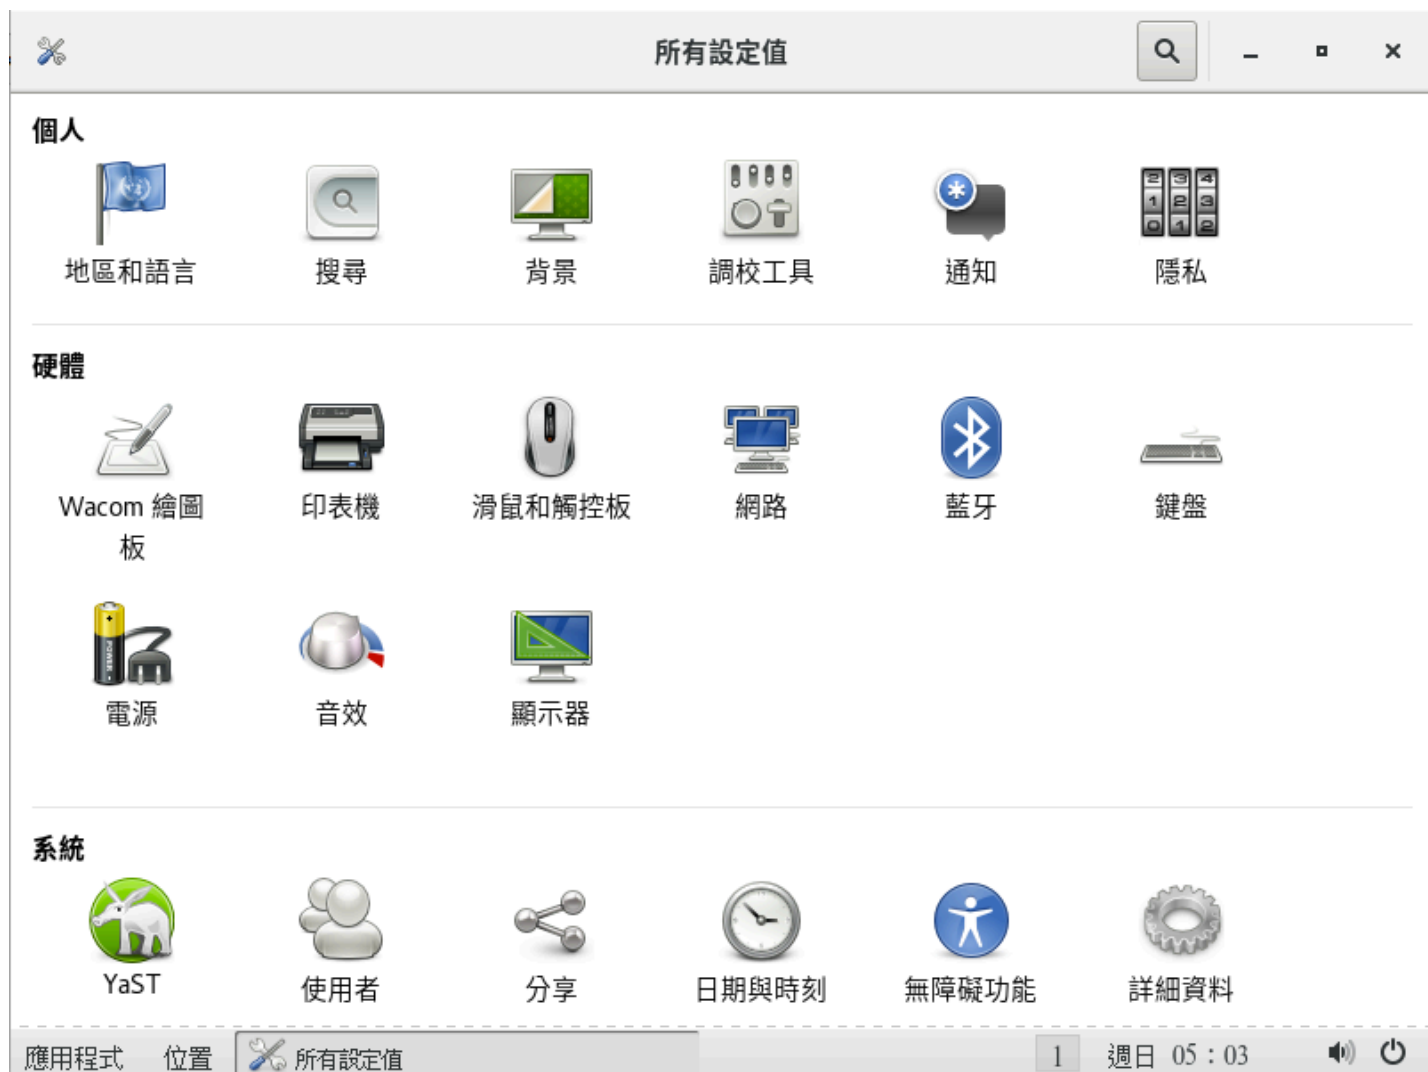 所有設定值
個人
地區和語言
搜尋
背景
調校工具
通知
隱私
硬體
Wacom 繪圖
板
印表機
滑鼠和觸控板
網路
藍牙
鍵盤
電源
音效
顯示器
系統
YaST
使用者
分享
日期與時刻
無障礙功能
詳細資料
應用程式 位置 所有設定值 1 週日 05：03